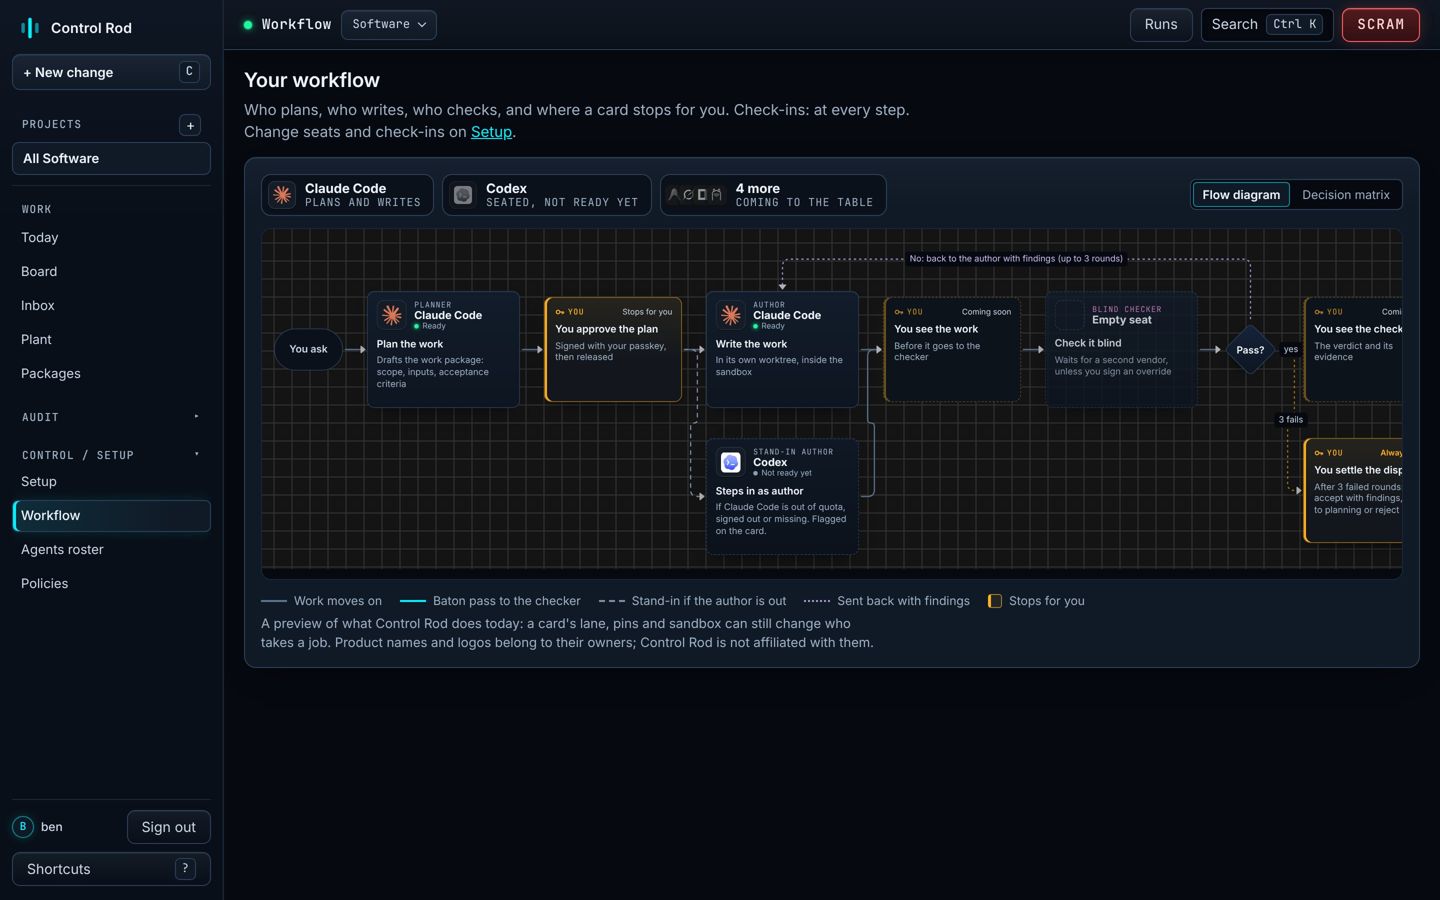 Control Rod
+ New change C
PROJECTS +
All Software
WORK
Today
Board
Inbox
Plant
Packages
AUDIT
CONTROL / SETUP
Setup
Workflow
Agents roster
Policies
B ben Sign out
Shortcuts ?
Workflow Software Runs Search Ctrl K SCRAM
Your workflow
Who plans, who writes, who checks, and where a card stops for you. Check-ins: at every step.
Change seats and check-ins on Setup.
Claude Code
PLANS AND WRITES
Codex
SEATED, NOT READY YET
4 more
COMING TO THE TABLE
Flow diagram Decision matrix
No: back to the author with findings (up to 3 rounds)
You ask
PLANNER
Claude Code
Ready
Plan the work
Drafts the work package:
scope, inputs, acceptance
criteria
YOU Stops for you
You approve the plan
Signed with your passkey,
then released
AUTHOR
Claude Code
Ready
Write the work
In its own worktree, inside the
sandbox
YOU Coming soon
You see the work
Before it goes to the
checker
BLIND CHECKER
Empty seat
Check it blind
Waits for a second vendor,
unless you sign an override
Pass?
yes
YOU Comi
You see the check
The verdict and its
evidence
3 fails
STAND-IN AUTHOR
Codex
Not ready yet
Steps in as author
If Claude Code is out of quota,
signed out or missing. Flagged
on the card.
YOU Alway
You settle the disp
After 3 failed rounds
accept with findings,
to planning or reject
Work moves on Baton pass to the checker Stand-in if the author is out Sent back with findings Stops for you
A preview of what Control Rod does today: a card's lane, pins and sandbox can still change who
takes a job. Product names and logos belong to their owners; Control Rod is not affiliated with them.